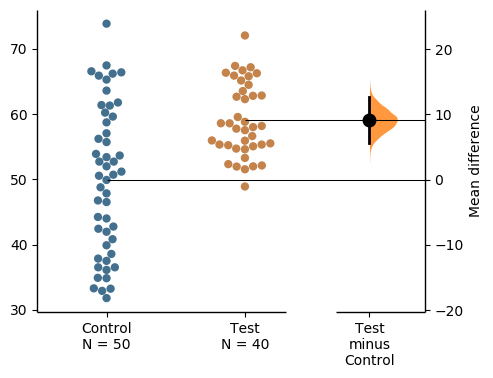 70
60
50
40
30
20
10
0
−10
−20
Mean difference
Control
N = 50
Test
N = 40
Test
minus
Control